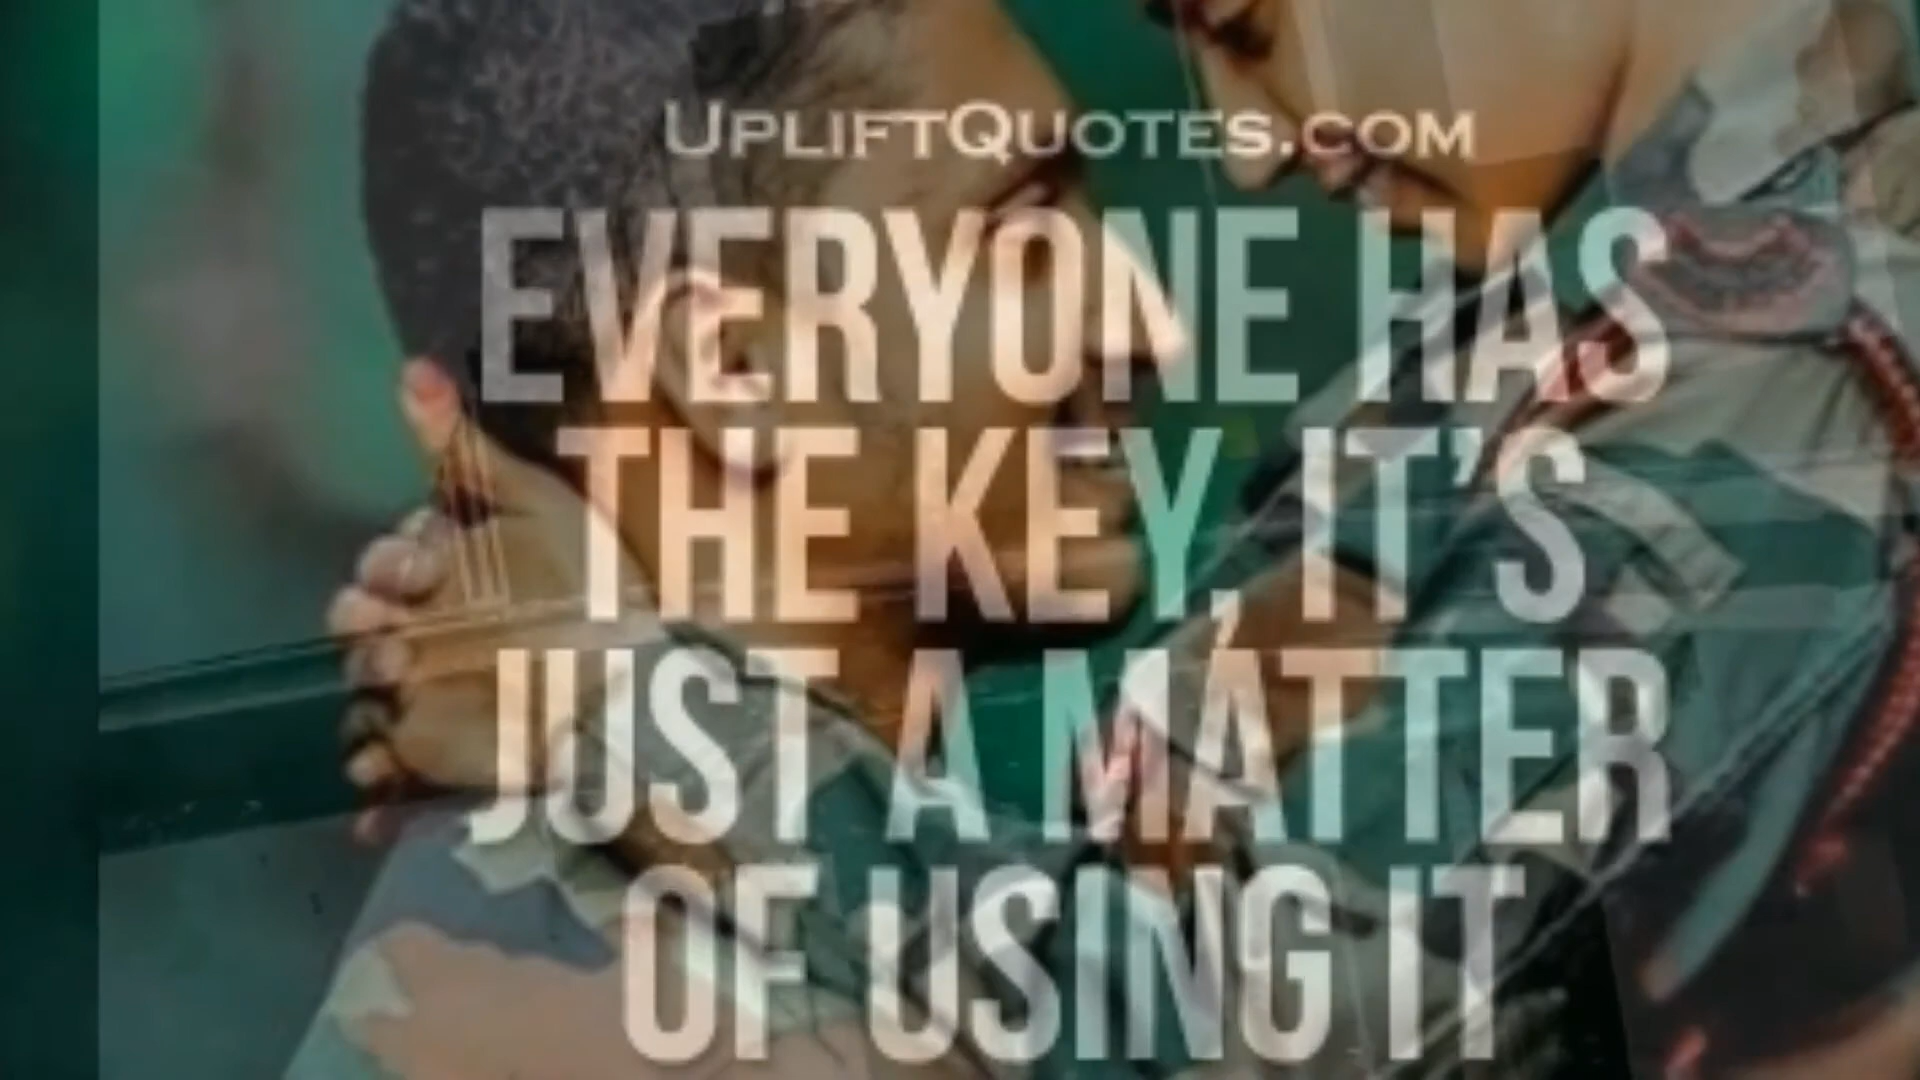 UPLIFTQUOTES.COM
EVERYONE HAS
THE KEY, IT'S
JUST A MATTER
OF USING IT